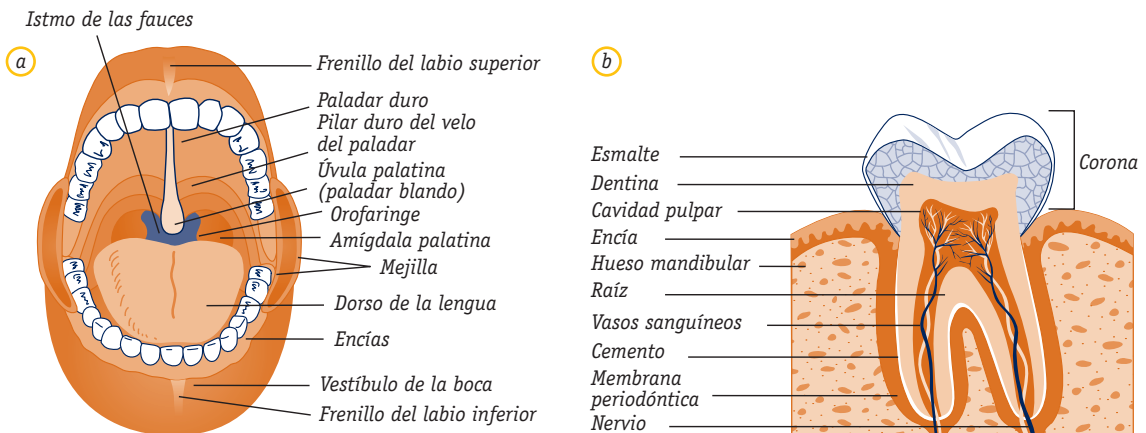 Istmo de las fauces
a
Frenillo del labio superior
Paladar duro
Pilar duro del velo
del paladar
Úvula palatina
(paladar blando)
Orofaringe
Amígdala palatina
Mejilla
Dorso de la lengua
Encías
Vestíbulo de la boca
Frenillo del labio inferior
b
Esmalte
Corona
Dentina
Cavidad pulpar
Encía
Hueso mandibular
Raíz
Vasos sanguíneos
Cemento
Membrana
periodóntica
Nervio